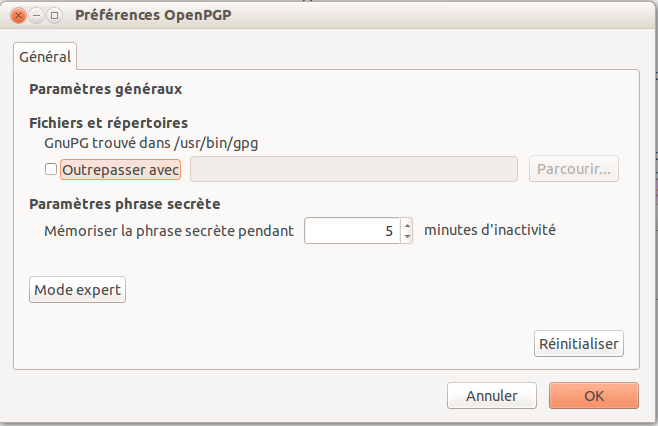 Préférences OpenPGP
Général
Paramètres généraux
Fichiers et répertoires
GnuPG trouvé dans /usr/bin/gpg
Outrepasser avec
Parcourir...
Paramètres phrase secrète
Mémoriser la phrase secrète pendant 5 minutes d'inactivité
Mode expert
Réinitialiser
Annuler OK